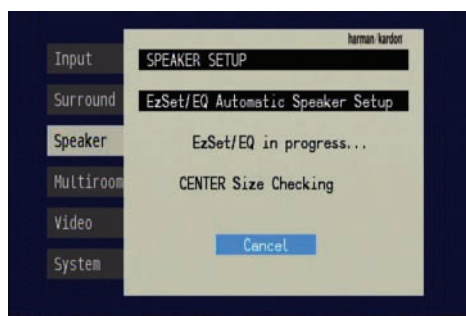 harman/kardon
Input
SPEAKER SETUP
Surround
EzSet/EQ Automatic Speaker Setup
Speaker
EzSet/EQ in progress...
Multiroom
CENTER Size Checking
Video
Cancel
System